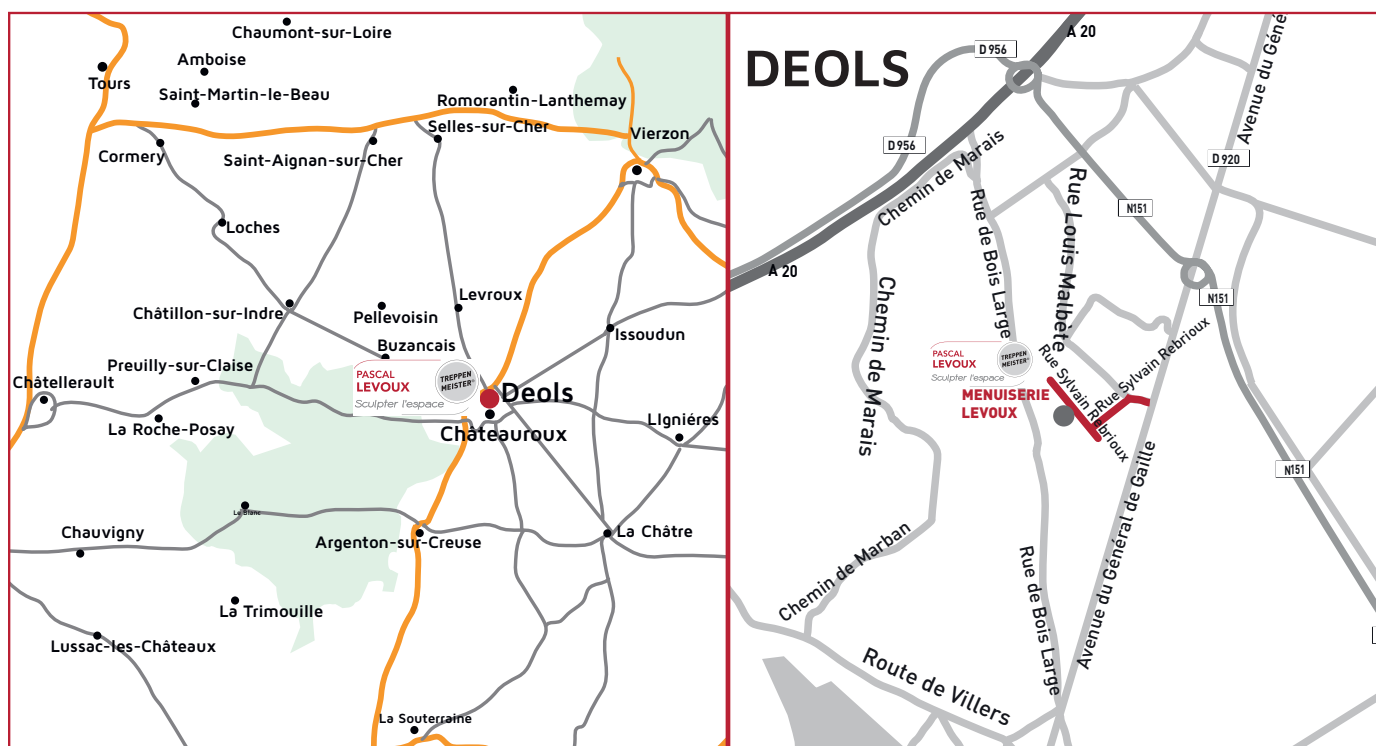 Chaumont-sur-Loire
Amboise
Tours
Saint-Martin-le-Beau
Romorantin-Lanthemay
Selles-sur-Cher
Vierzon
Cormery
Saint-Aignan-sur-Cher
Loches
Levroux
Châtillon-sur-Indre
Pellevoisin
Issoudun
Buzancais
Preuilly-sur-Claise
PASCAL
LEVOUX
Sculpter l'espace
TREPPEN
MEISTER®
Châtellerault
Deols
La Roche-Posay
Châteauroux
LIgniéres
Le Blanc
Chauvigny
Argenton-sur-Creuse
La Châtre
La Trimouille
Lussac-les-Châteaux
La Souterraine
DEOLS
D 956
A 20
Avenue du Géné
D 956
Chemin de Marais
D 920
Rue Louis Malbète
N151
Rue de Bois Large
A 20
Chemin de Marais
N151
PASCAL
LEVOUX
Sculpter l'espace
TREPPEN
MEISTER®
MENUISERIE
LEVOUX
Rue Sylvain Rebrioux
Rue Sylvain Rebrioux
N151
Avenue du Général de Gaille
Chemin de Marban
Rue de Bois Large
Route de Villers